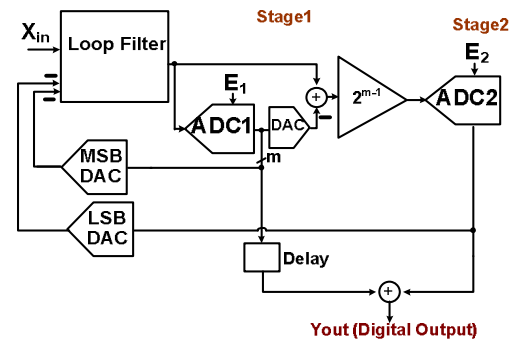 Stage1
Stage2
Xin
Loop Filter
E1
E2
ADC1
DAC
+
2^m-1
ADC2
m
MSB
DAC
LSB
DAC
Delay
+
Yout (Digital Output)